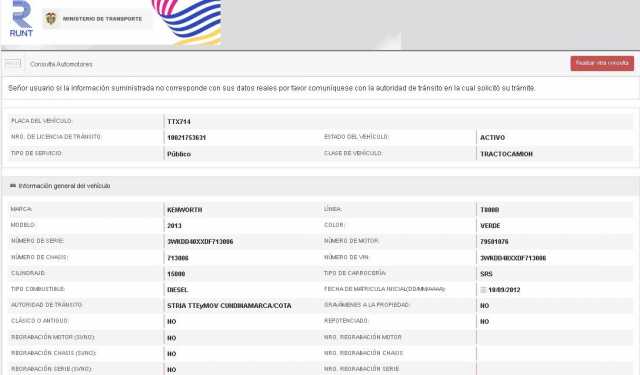 RUNT
MINISTERIO DE TRANSPORTE
Consulta Automotores
Realizar otra consulta
Señor usuario si la información suministrada no corresponde con sus datos reales por favor comuníquese con la autoridad de tránsito en la cual solicitó su trámite.
PLACA DEL VEHÍCULO: TTX714
NRO. DE LICENCIA DE TRÁNSITO: 10021753631 ESTADO DEL VEHÍCULO: ACTIVO
TIPO DE SERVICIO: Público CLASE DE VEHÍCULO: TRACTOCAMION
Información general del vehículo
MARCA: KENWORTH LÍNEA: T800B
MODELO: 2013 COLOR: VERDE
NÚMERO DE SERIE: 3WKDD40XXDF713006 NÚMERO DE MOTOR: 79501076
NÚMERO DE CHASIS: 713006 NÚMERO DE VIN: 3WKDD40XXDF713006
CILINDRAJE: 15000 TIPO DE CARROCERÍA: SRS
TIPO COMBUSTIBLE: DIESEL FECHA DE MATRICULA INICIAL(DD/MM/AAAA): 18/09/2012
AUTORIDAD DE TRÁNSITO: STRIA TTEyMOV CUNDINAMARCA/COTA GRAVÁMENES A LA PROPIEDAD: NO
CLÁSICO O ANTIGUO: NO REPOTENCIADO: NO
REGRABACIÓN MOTOR (SI/NO): NO NRO. REGRABACIÓN MOTOR
REGRABACIÓN CHASIS (SI/NO): NO NRO. REGRABACIÓN CHASIS
REGRABACIÓN SERIE (SI/NO): NO NRO. REGRABACIÓN SERIE